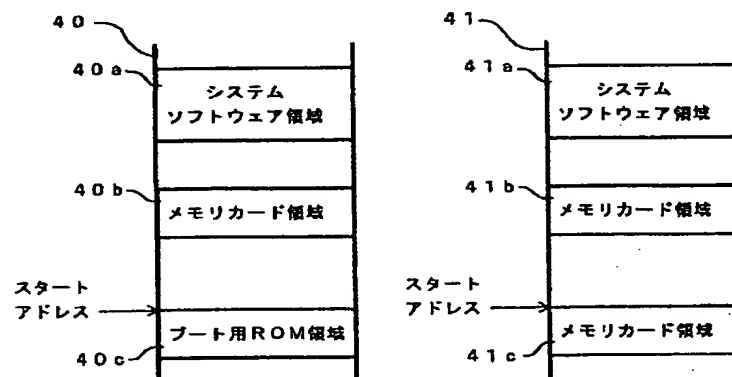 40
40a
システム
ソフトウェア領域
40b
メモリカード領域
スタート
アドレス
ブート用ROM領域
40c
41
41a
システム
ソフトウェア領域
41b
メモリカード領域
スタート
アドレス
メモリカード領域
41c